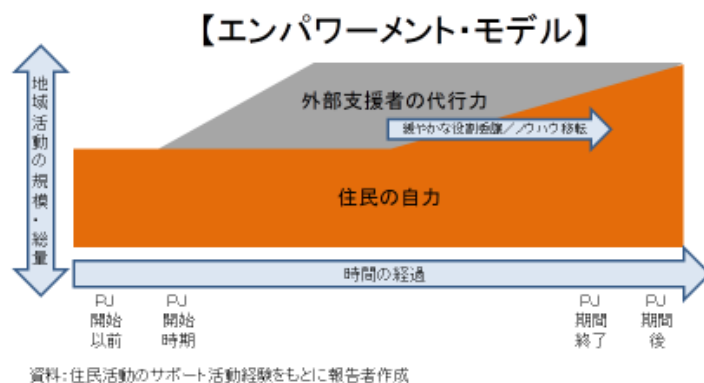 【エンパワーメント・モデル】
地域活動の規模・総量
外部支援者の代行力
緩やかな役割委譲／ノウハウ移転
住民の自力
時間の経過
PJ
開始
以前
PJ
開始
時期
PJ
期間
終了
PJ
期間
後
資料:住民活動のサポート活動経験をもとに報告者作成